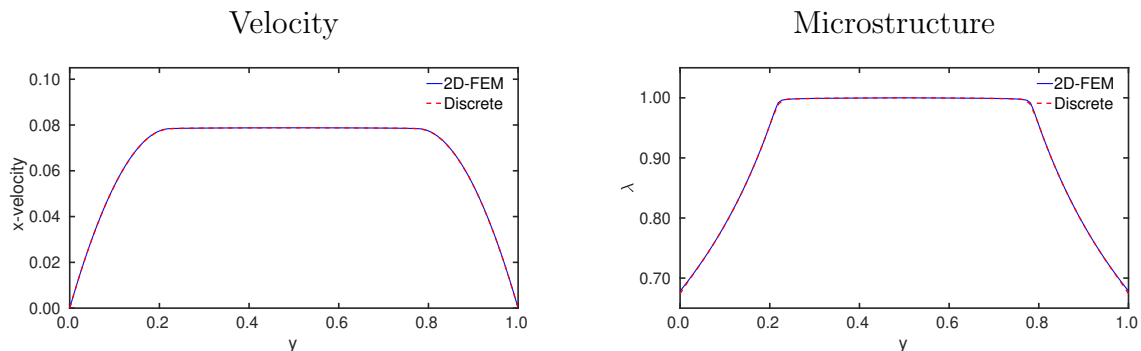 Velocity
0.10
0.08
0.06
0.04
0.02
0.00
x-velocity
2D-FEM
Discrete
0.0 0.2 0.4 0.6 0.8 1.0
y
Microstructure
1.00
0.90
0.80
0.70
λ
2D-FEM
Discrete
0.0 0.2 0.4 0.6 0.8 1.0
y